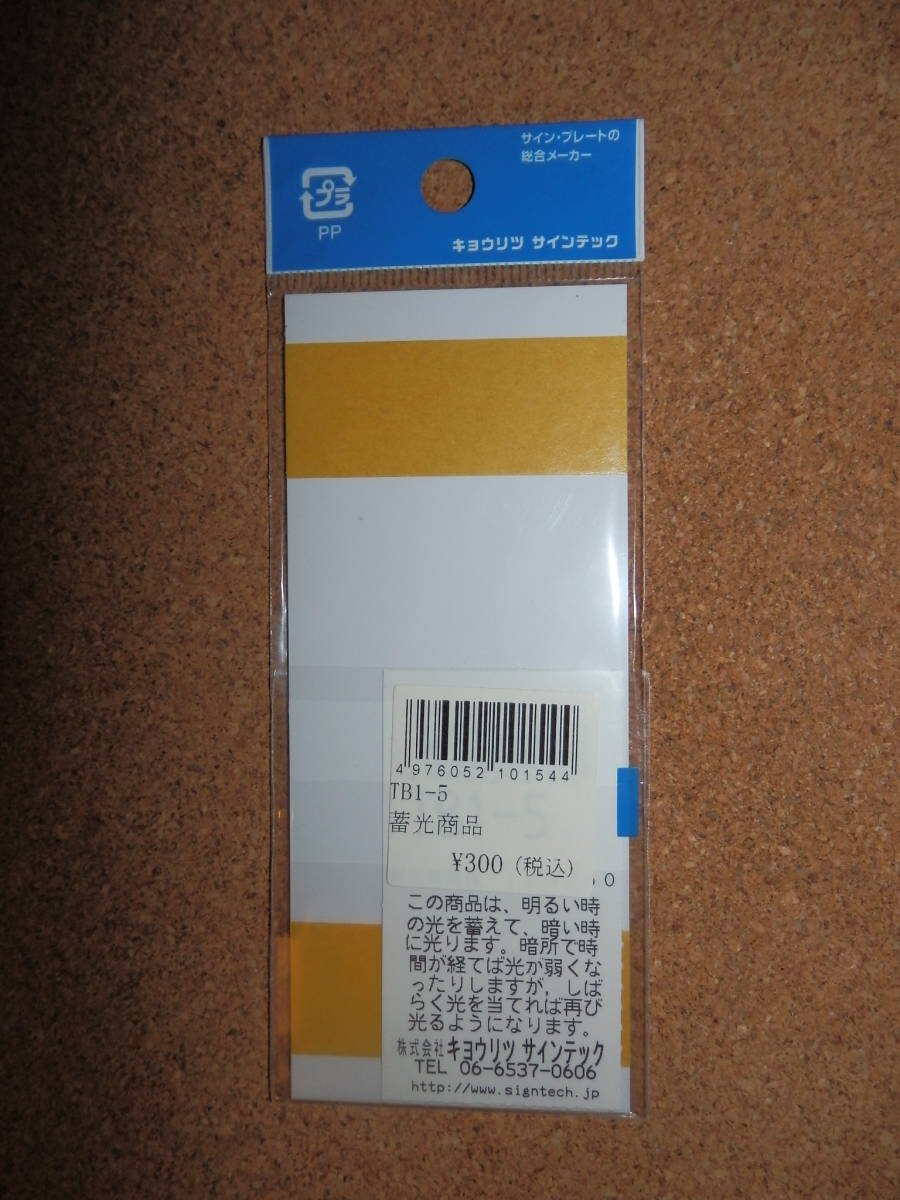 サイン・プレートの
総合メーカー
プラ
PP
キョウリツ サインテック
4 976052 101544
TB1-5
蓄光商品
¥300 (税込)
この商品は、明るい時
の光を蓄えて、暗い時
に光ります。暗所で時
間が経てば光が弱くな
ったりしますが、しば
らく光を当てれば再び
光るようになります。
株式会社 キョウリツ サインテック
TEL 06-6537-0606
http://www.signtech.jp